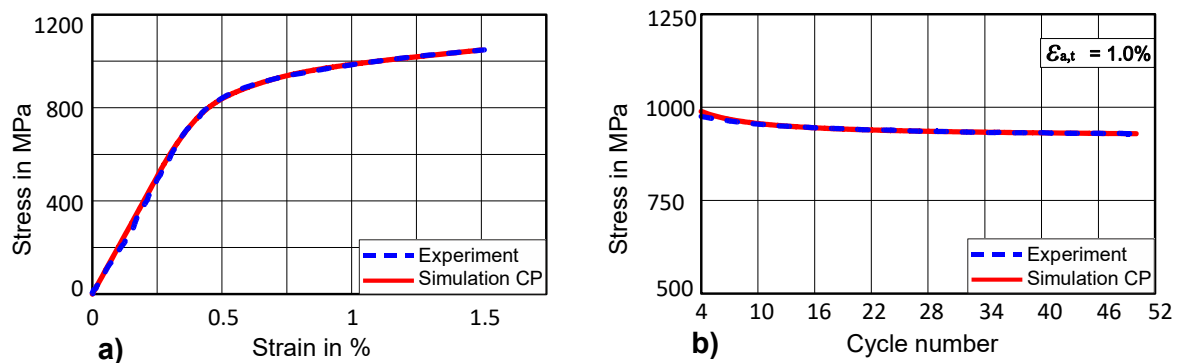 1200
800
400
0
Stress in MPa
0 0.5 1 1.5
Strain in %
Experiment
Simulation CP
a)
1250
1000
750
500
Stress in MPa
4 10 16 22 28 34 40 46 52
Cycle number
Ɛa,t = 1.0%
Experiment
Simulation CP
b)